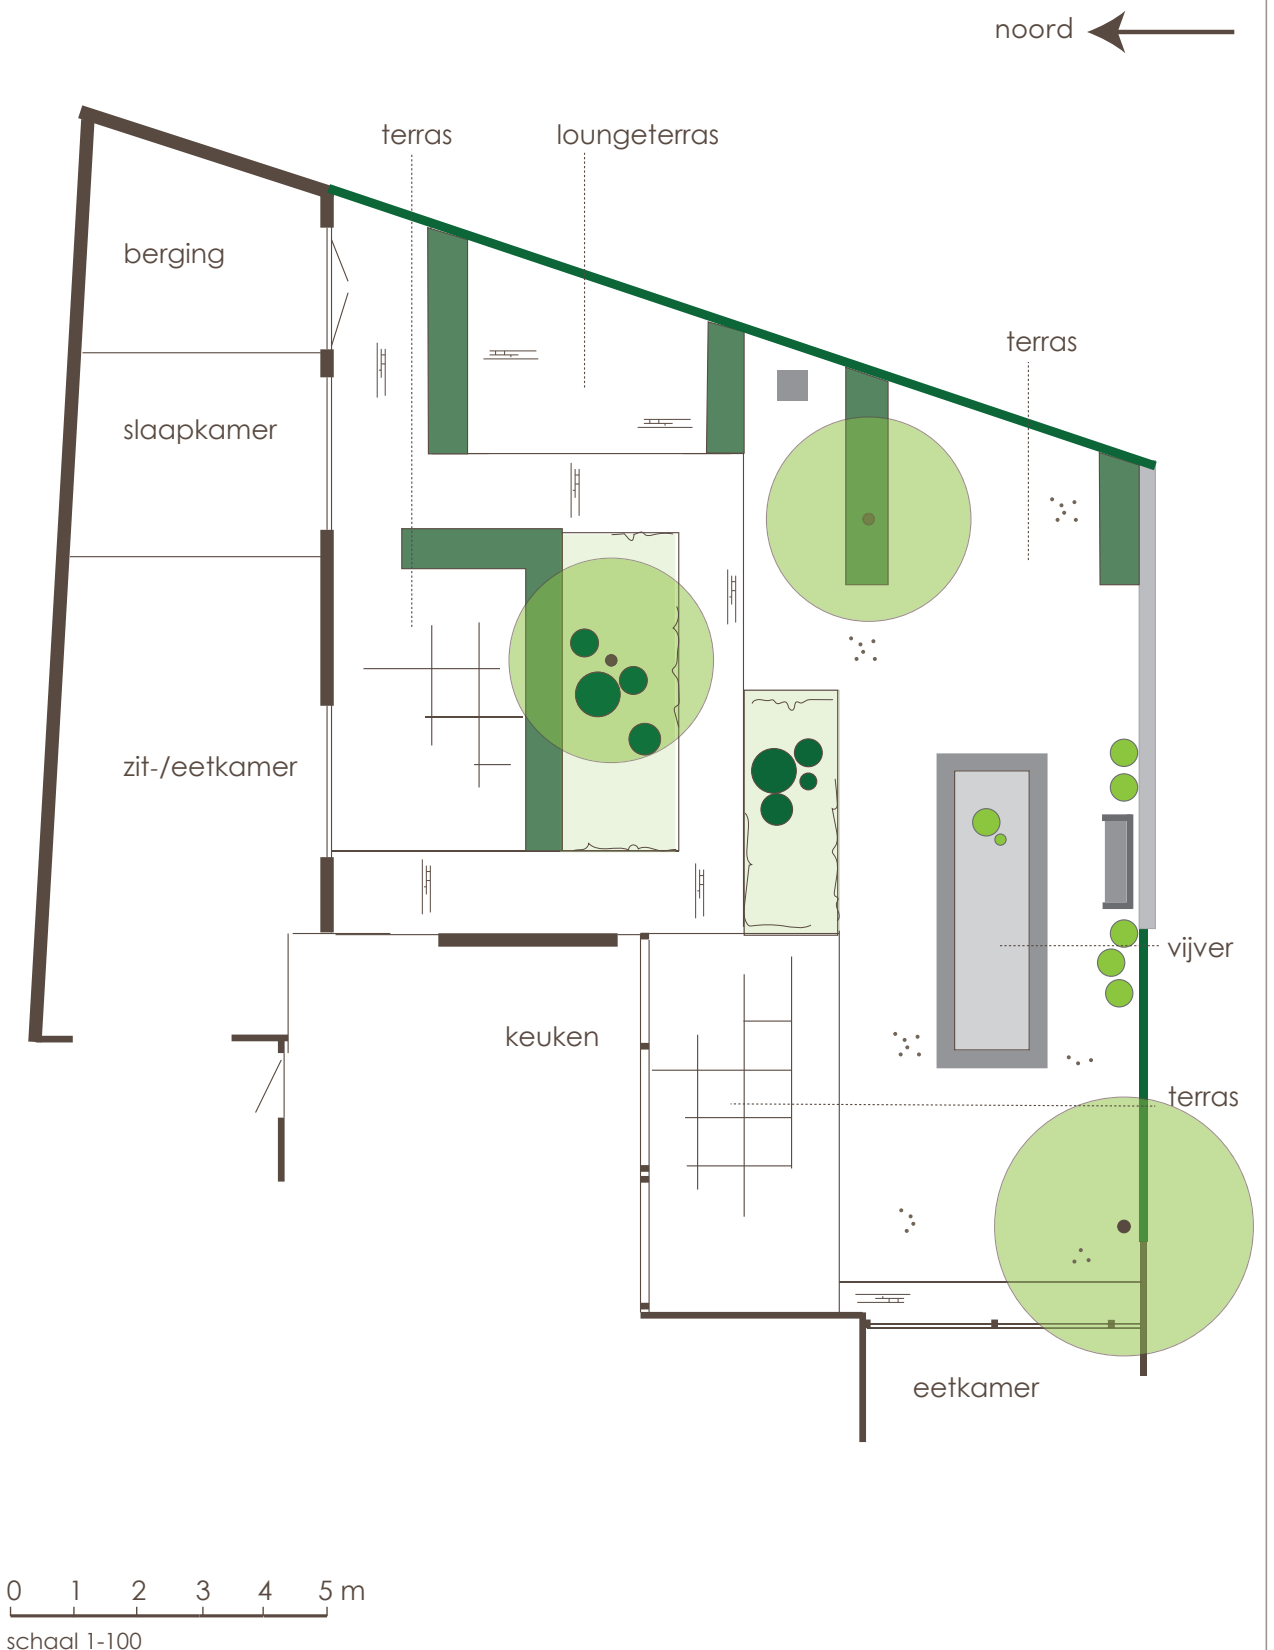 noord
terras
loungeterras
berging
terras
slaapkamer
zit-/eetkamer
vijver
keuken
terras
eetkamer
0 1 2 3 4 5 m
schaal 1-100